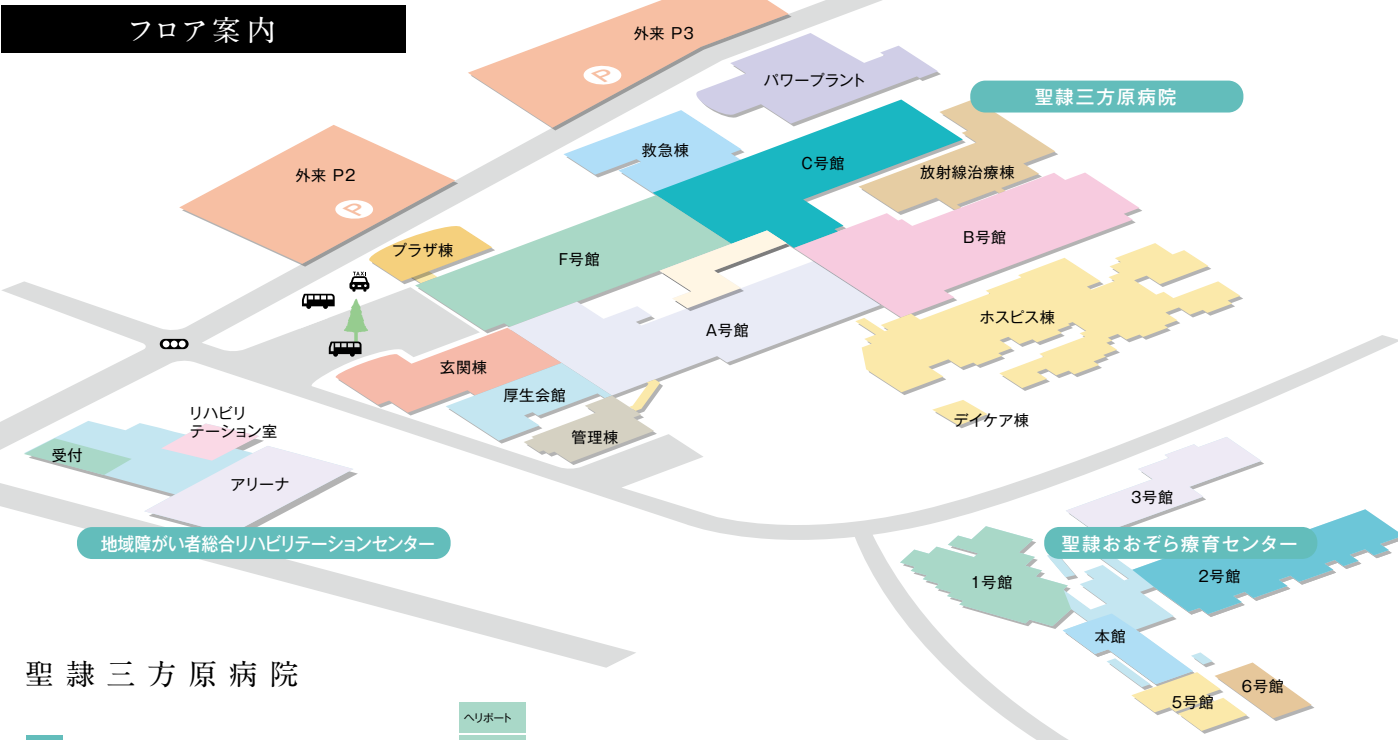 フロア案内
外来 P3
P
パワープラント
聖隷三方原病院
救急棟
C号館
放射線治療棟
外来 P2
P
プラザ棟
F号館
B号館
TAXI
A号館
ホスピス棟
玄関棟
厚生会館
管理棟
デイケア棟
リハビリ
テーション室
受付
アリーナ
地域障がい者総合リハビリテーションセンター
3号館
聖隷おおぞら療育センター
1号館
2号館
本館
5号館
6号館
聖隷三方原病院
ヘリポート